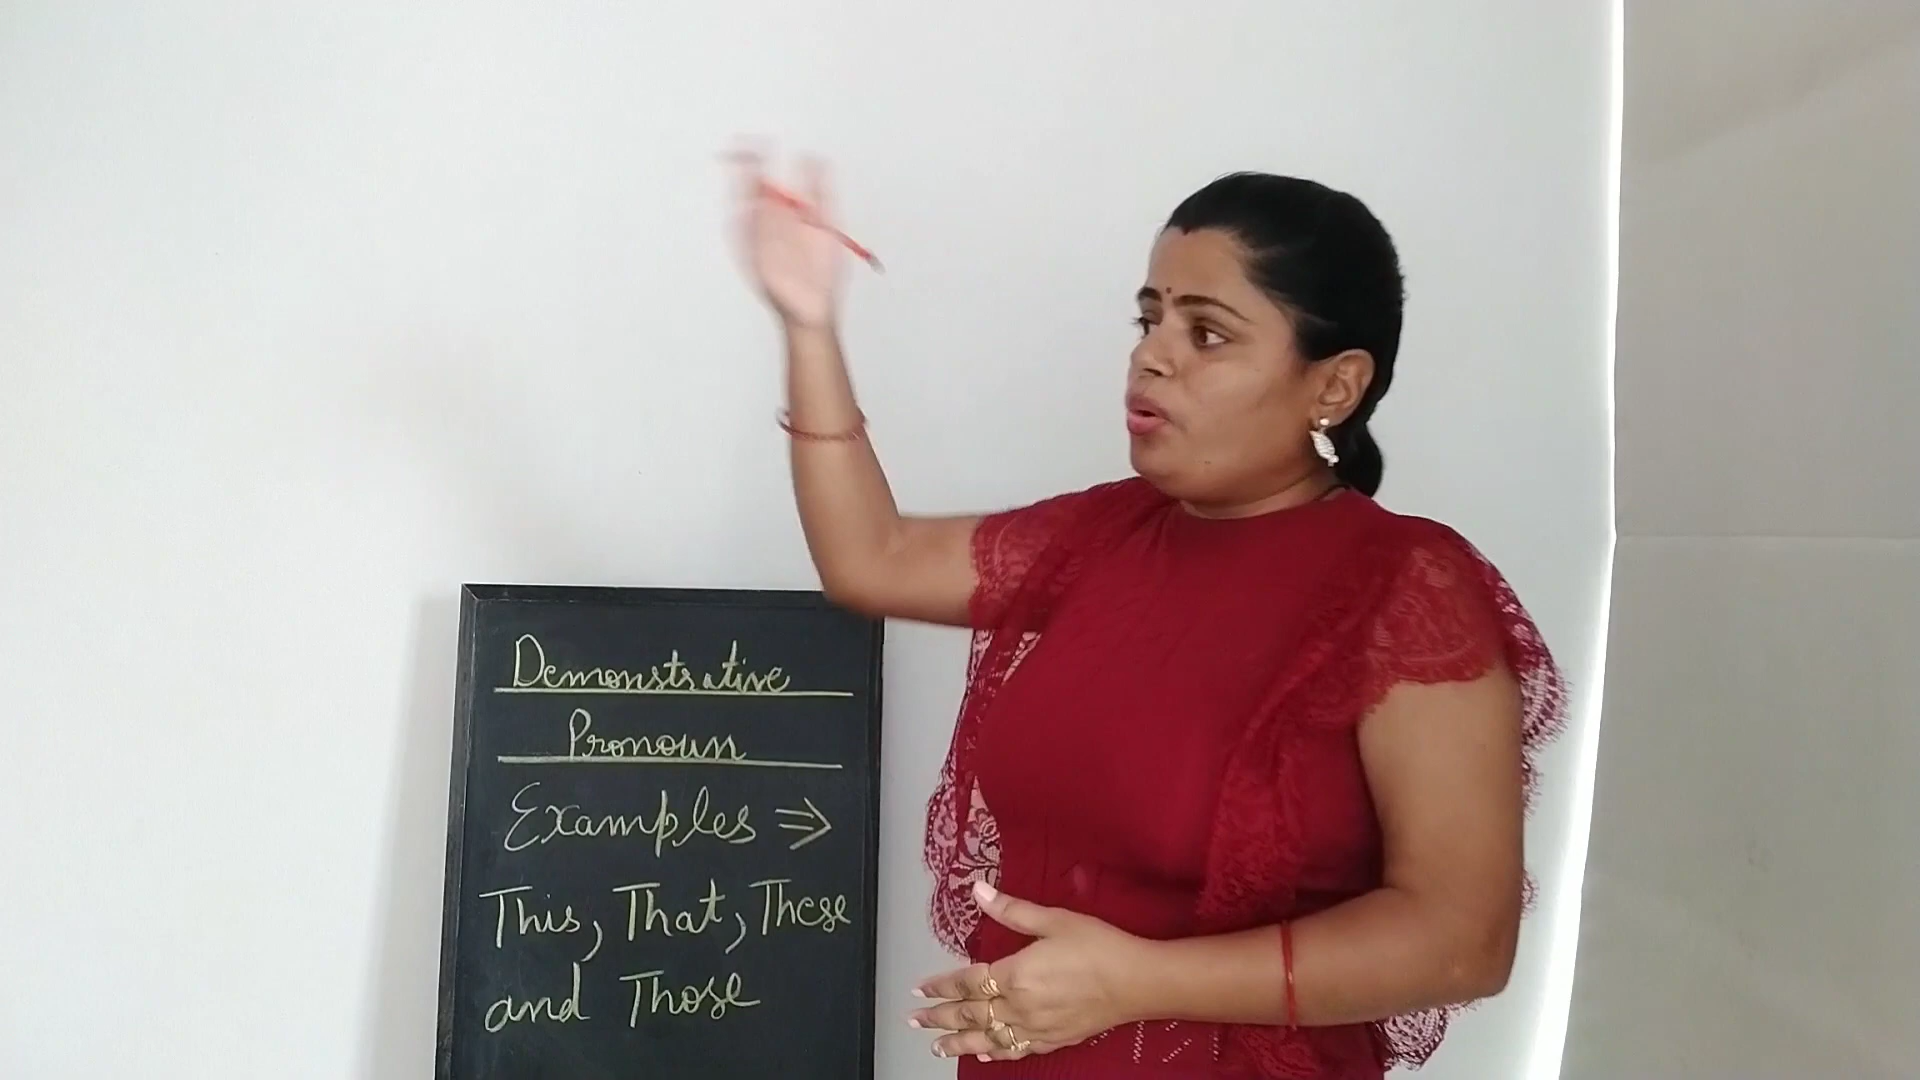 Demonstrative
Pronoun
Examples ⇒
This, That, These
and Those